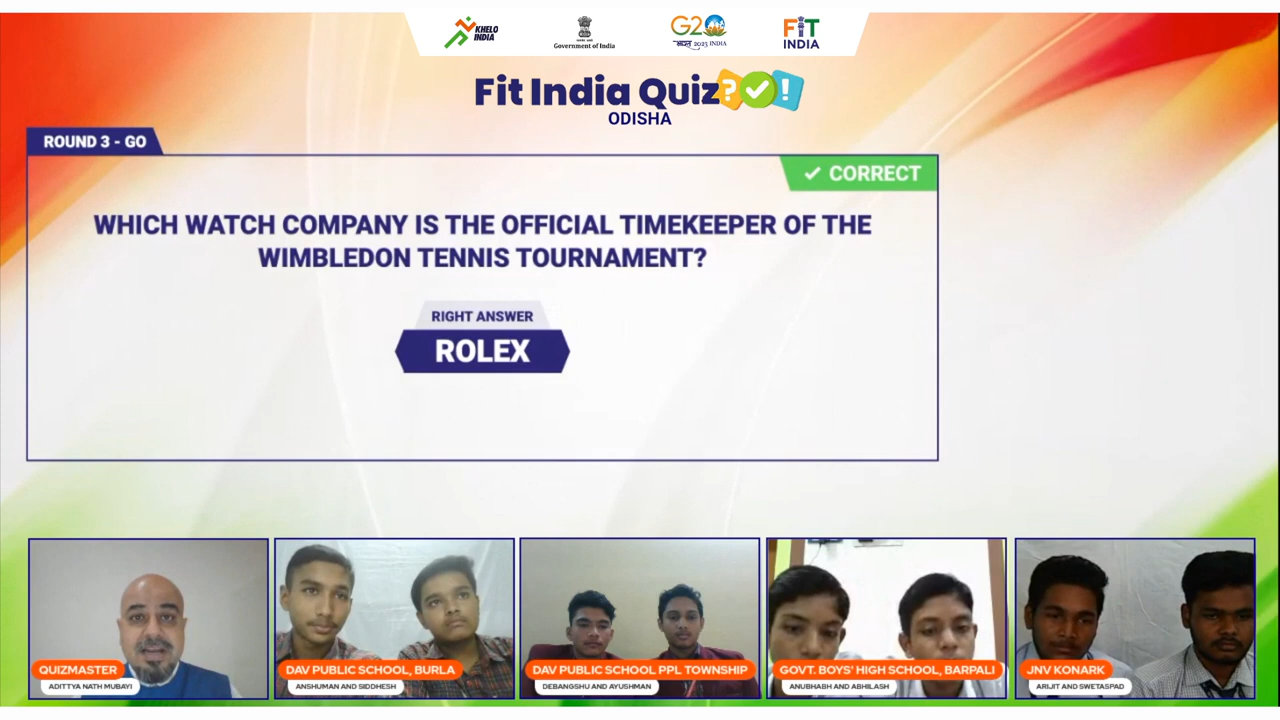 KHELO
INDIA
Government of India
G20
भारत 2023 INDIA
FIT
INDIA
Fit India Quiz?!
ODISHA
ROUND 3 - GO
CORRECT
WHICH WATCH COMPANY IS THE OFFICIAL TIMEKEEPER OF THE
WIMBLEDON TENNIS TOURNAMENT?
RIGHT ANSWER
ROLEX
QUIZMASTER
ADITTYA NATH MUBAYI
DAV PUBLIC SCHOOL, BURLA
ANSHUMAN AND SIDDHESH
DAV PUBLIC SCHOOL PPL TOWNSHIP
DEBANGSHU AND AYUSHMAN
GOVT. BOYS' HIGH SCHOOL, BARPALI
ANUBHABH AND ABHILASH
JNV KONARK
ARIJIT AND SWETASPAD